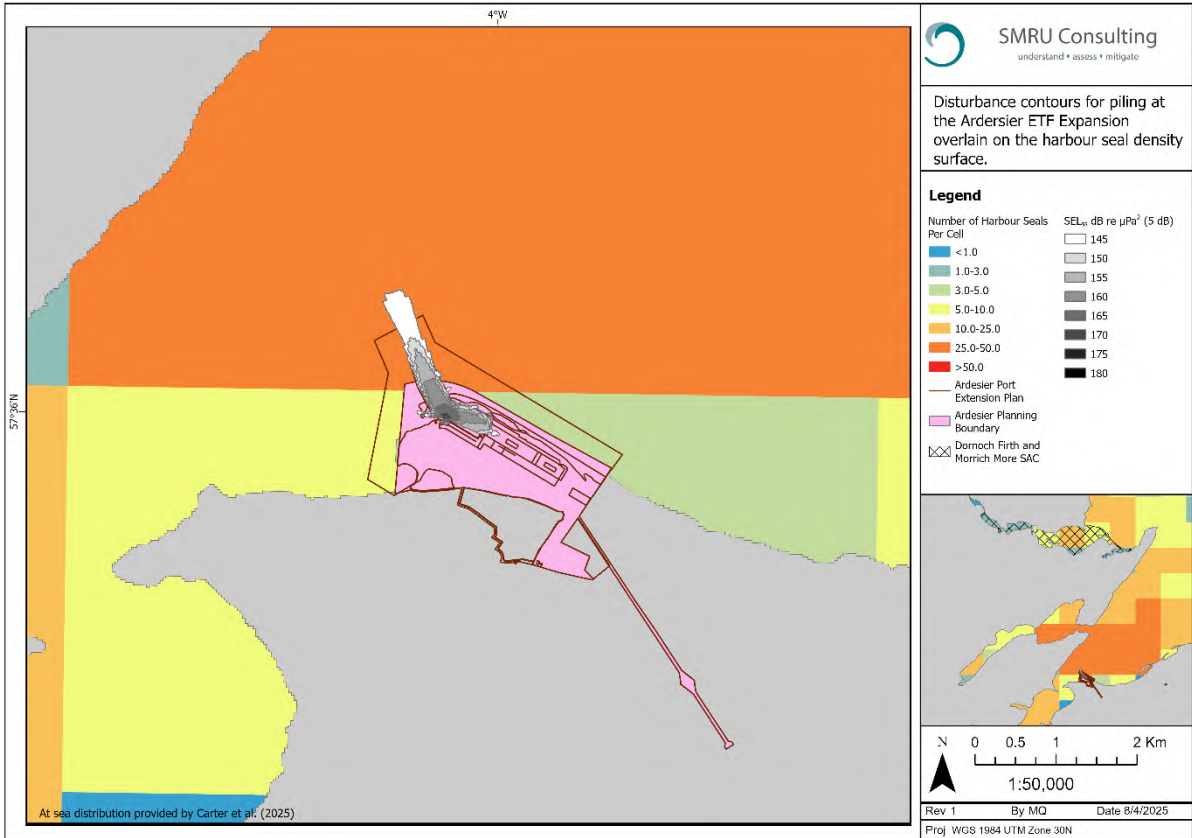 4°W
57°36'N
At sea distribution provided by Carter et al. (2025)
SMRU Consulting
understand • assess • mitigate
Disturbance contours for piling at
the Ardersier ETF Expansion
overlain on the harbour seal density
surface.
Legend
Number of Harbour Seals
Per Cell
<1.0
1.0-3.0
3.0-5.0
5.0-10.0
10.0-25.0
25.0-50.0
>50.0
Ardesier Port
Extension Plan
Ardesier Planning
Boundary
Dornoch Firth and
Morrich More SAC
SELss dB re µPa² (5 dB)
145
150
155
160
165
170
175
180
N
0 0.5 1 2 Km
1:50,000
Rev 1 By MQ Date 8/4/2025
Proj WGS 1984 UTM Zone 30N